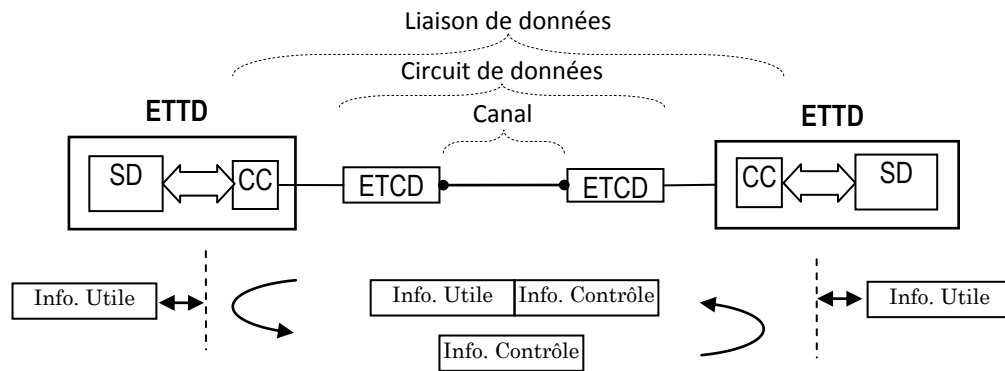 Liaison de données
Circuit de données
Canal
ETTD
ETTD
SD
CC
ETCD
ETCD
CC
SD
Info. Utile
Info. Utile
Info. Contrôle
Info. Utile
Info. Contrôle